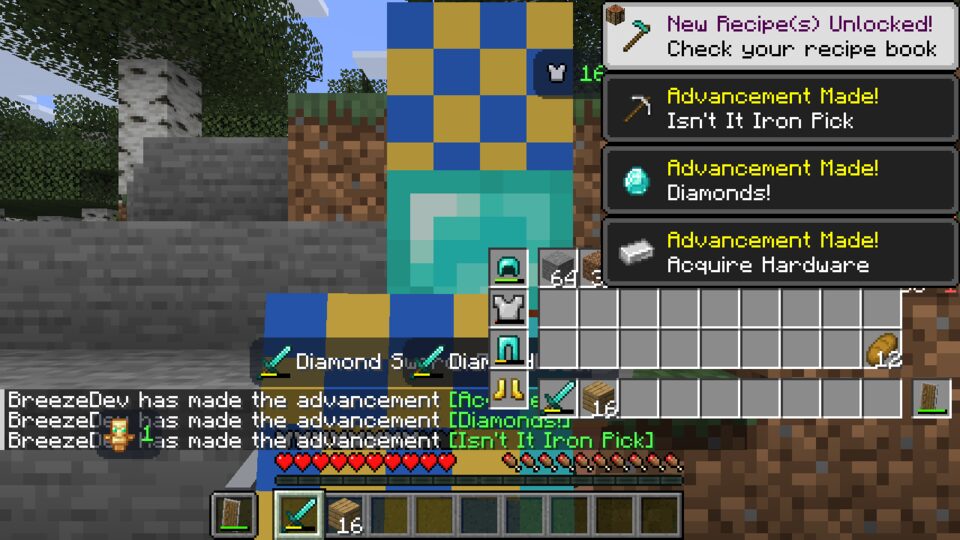 New Recipe(s) Unlocked!
Check your recipe book
16
Advancement Made!
Isn't It Iron Pick
Advancement Made!
Diamonds!
Advancement Made!
Acquire Hardware
64
12
Diamond
BreezeDev has made the advancement
16
BreezeDev has made the advancement [Diamonds!]
1
BreezeDev has made the advancement [Isn't It Iron Pick]
16